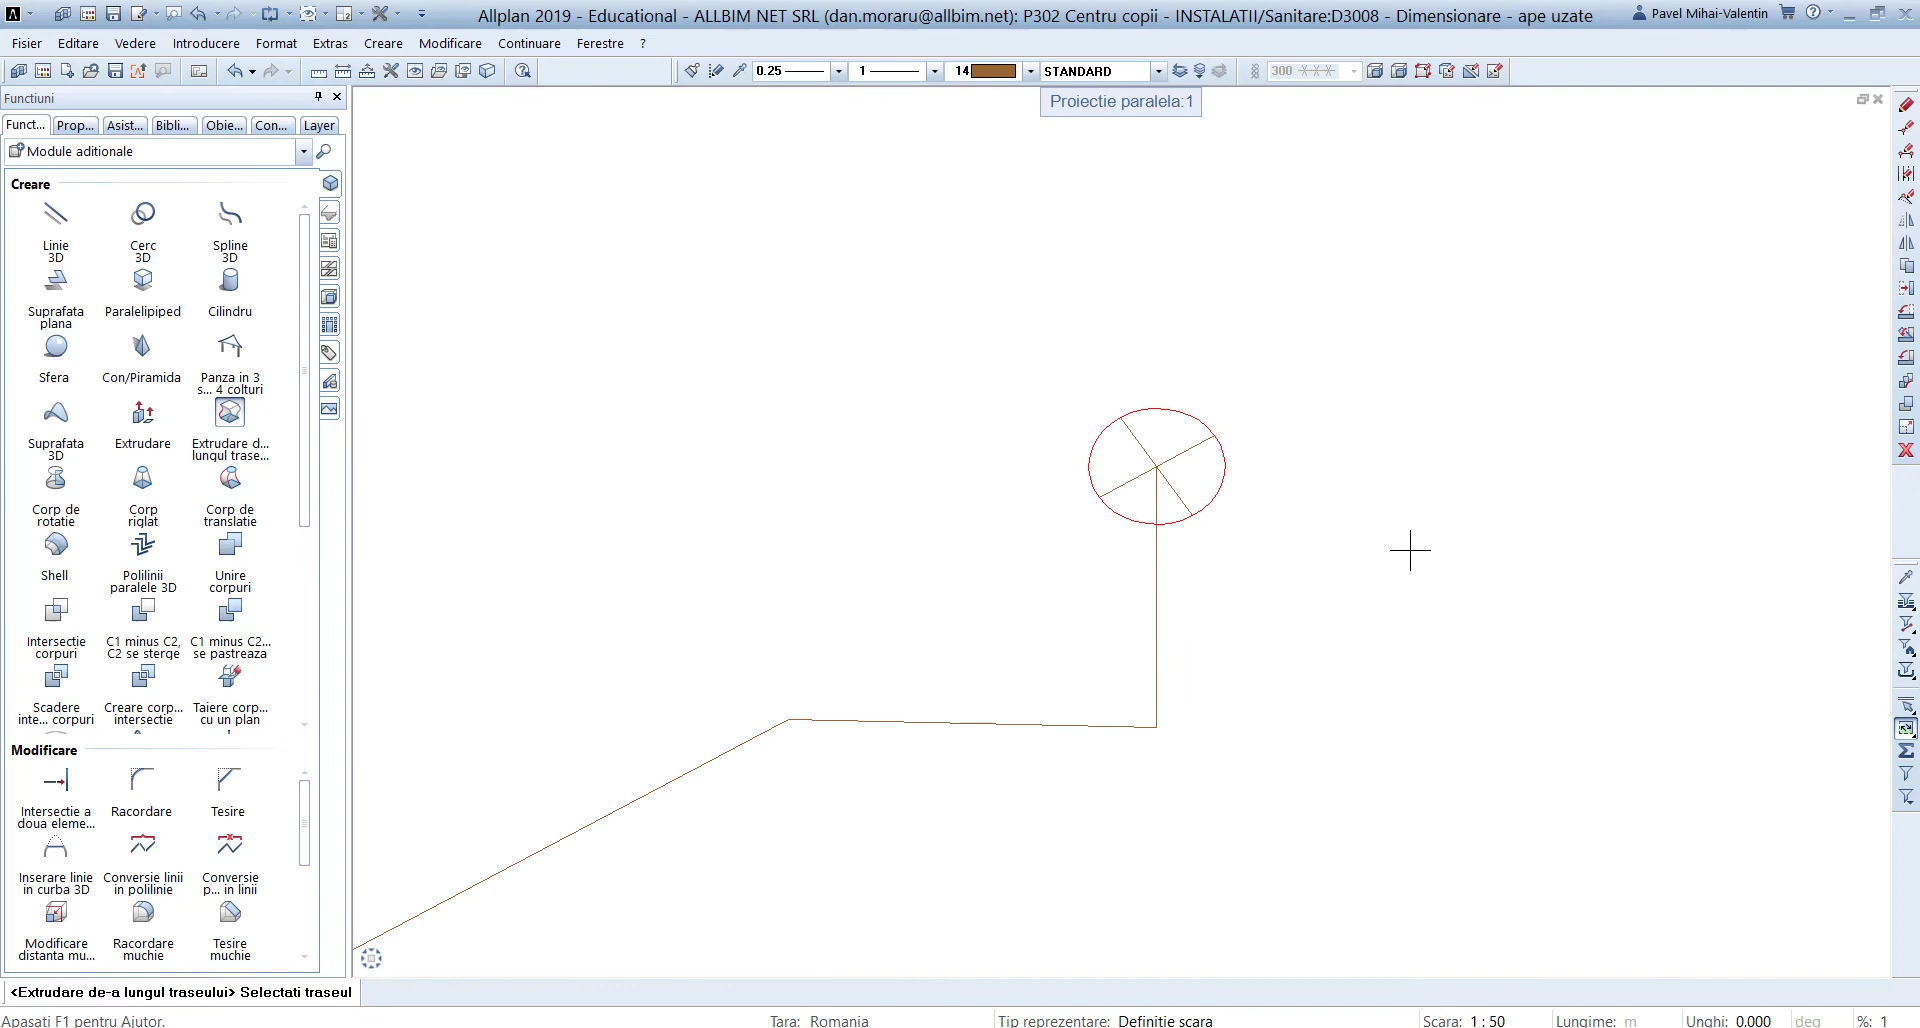 Allplan 2019 - Educational - ALLBIM NET SRL (dan.moraru@allbim.net): P302 Centru copii - INSTALATII/Sanitare:D3008 - Dimensionare - ape uzate
Pavel Mihai-Valentin
Fisier Editare Vedere Introducere Format Extras Creare Modificare Continuare Ferestre ?
0.25 1 14 STANDARD 300
Functiuni
Proiectie paralela:1
Funct... Prop... Asist... Bibli... Obie... Con... Layer
Module aditionale
Creare
Linie 3D
Cerc 3D
Spline 3D
Suprafata plana
Paralelipiped
Cilindru
Sfera
Con/Piramida
Panza in 3 s... 4 colturi
Suprafata 3D
Extrudare
Extrudare d... lungul trase...
Corp de rotatie
Corp riglat
Corp de translatie
Shell
Polilinii paralele 3D
Unire corpuri
Intersectie corpuri
C1 minus C2, C2 se sterge
C1 minus C2... se pastreaza
Scadere inte... corpuri
Creare corp... intersectie
Taiere corp... cu un plan
Modificare
Intersectie a doua eleme...
Racordare
Tesire
Inserare linie in curba 3D
Conversie linii in polilinie
Conversie p... in linii
Modificare distanta mu...
Racordare muchie
Tesire muchie
<Extrudare de-a lungul traseului> Selectati traseul
Apasati F1 pentru Ajutor.
Tara: Romania
Tip reprezentare: Definitie scara
Scara: 1 : 50
Lungime: m
Unghi: 0.000 deg
%: 1